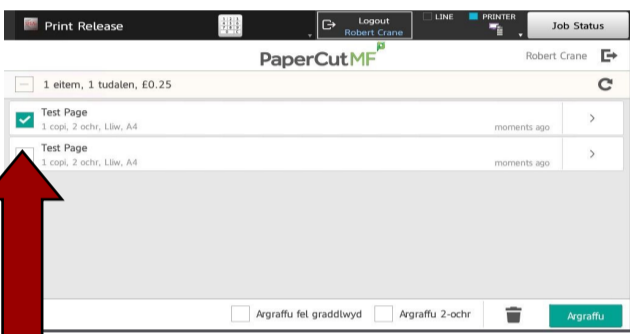 Print Release
Logout
Robert Crane
LINE
PRINTER
Job Status
PaperCutMF
Robert Crane
1 eitem, 1 tudalen, £0.25
Test Page
1 copi, 2 ochr, Lliw, A4
moments ago
Test Page
1 copi, 2 ochr, Lliw, A4
moments ago
Argraffu fel graddlwyd
Argraffu 2-ochr
Argraffu